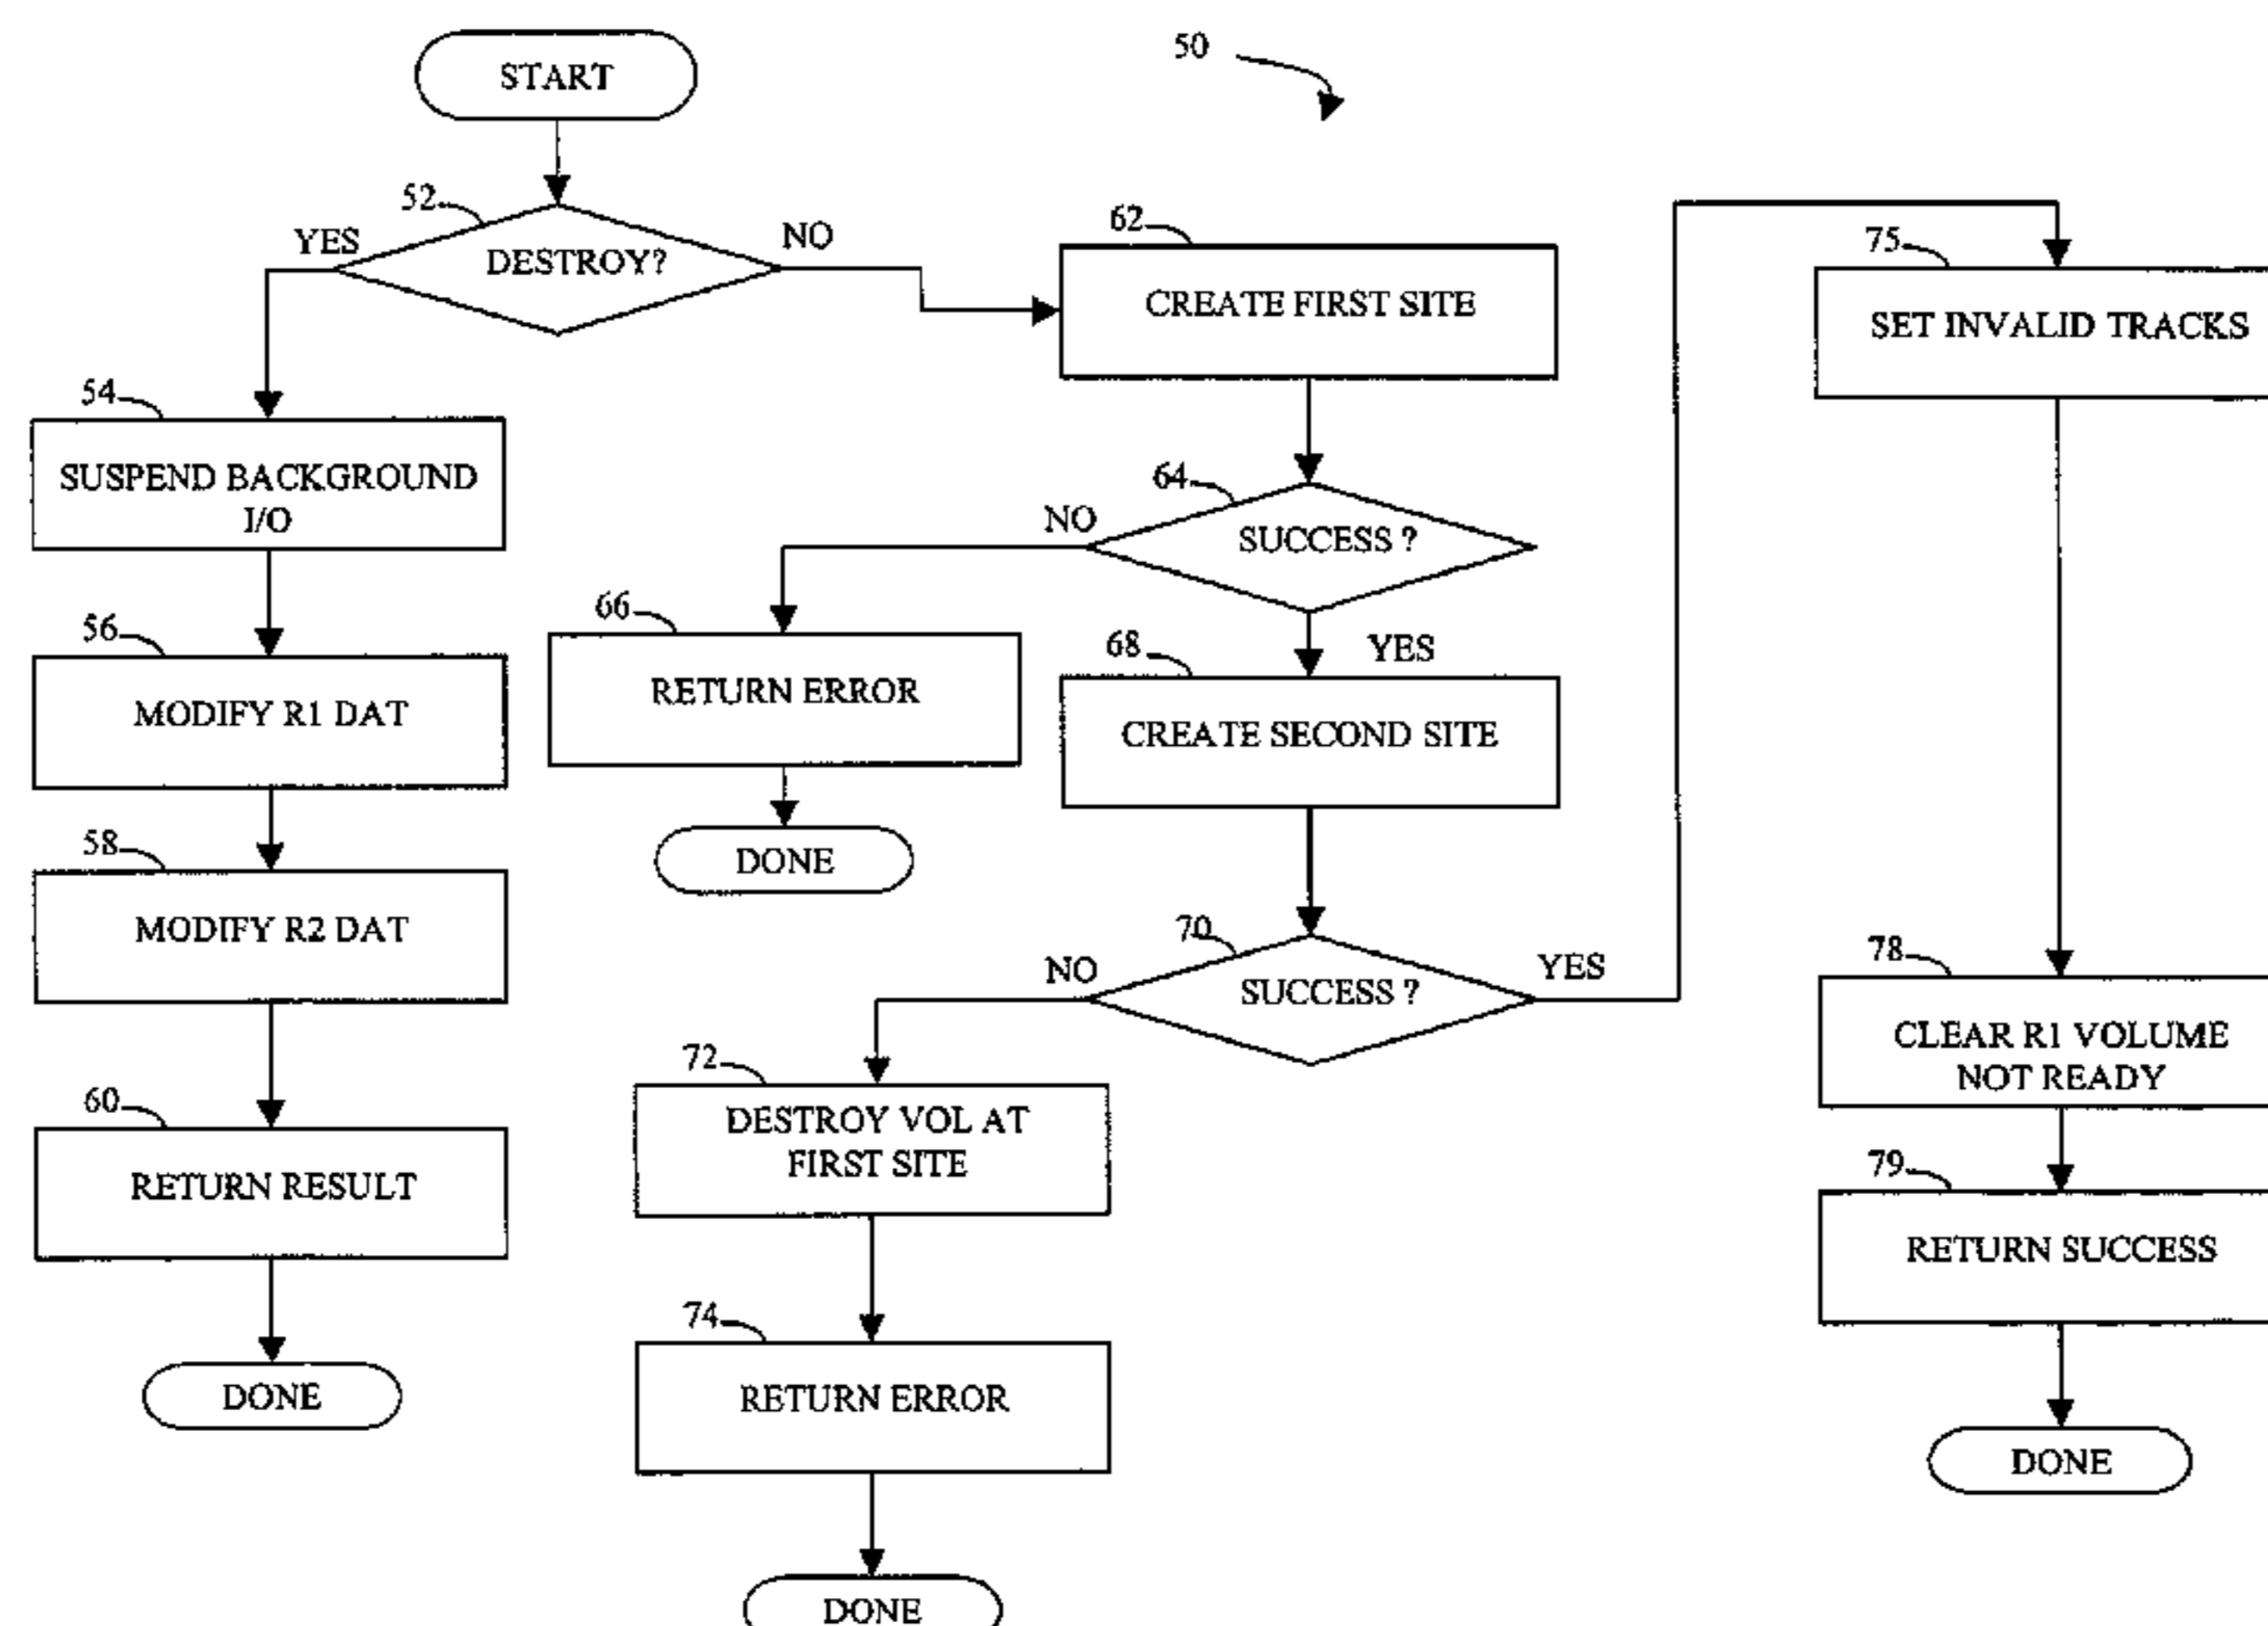 START
50
52
YES
DESTROY?
NO
54
SUSPEND BACKGROUND
I/O
56
MODIFY R1 DAT
58
MODIFY R2 DAT
60
RETURN RESULT
DONE
62
CREATE FIRST SITE
64
NO
SUCCESS ?
YES
66
RETURN ERROR
DONE
68
CREATE SECOND SITE
70
NO
SUCCESS ?
YES
72
DESTROY VOL AT
FIRST SITE
74
RETURN ERROR
DONE
75
SET INVALID TRACKS
78
CLEAR R1 VOLUME
NOT READY
79
RETURN SUCCESS
DONE